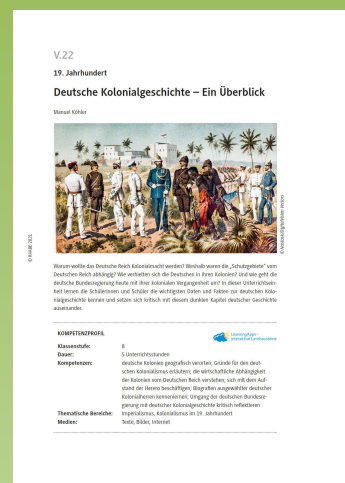 V.22
19. Jahrhundert
Deutsche Kolonialgeschichte – Ein Überblick
Manuel Köhler
© RAABE 2021
Warum wollte das Deutsche Reich Kolonialmacht werden? Weshalb waren die „Schutzgebiete" vom
Deutschen Reich abhängig? Wie verhielten sich die Deutschen in ihren Kolonien? Und wie geht die
deutsche Bundesregierung heute mit ihrer kolonialen Vergangenheit um? In dieser Unterrichtsein-
heit lernen die Schülerinnen und Schüler die wichtigsten Daten und Fakten zur deutschen Kolo-
nialgeschichte kennen und setzen sich kritisch mit diesem dunklen Kapitel deutscher Geschichte
auseinander.
KOMPETENZPROFIL
LearningApps
interaktive Lernbausteine
Klassenstufe: 8
Dauer: 5 Unterrichtsstunden
Kompetenzen: deutsche Kolonien geografisch verorten; Gründe für den deut-
schen Kolonialismus erläutern; die wirtschaftliche Abhängigkeit
der Kolonien vom Deutschen Reich verstehen; sich mit dem Auf-
stand der Herero beschäftigen; Biografien ausgewählter deutscher
Kolonialherren kennenlernen; Umgang der deutschen Bundesre-
gierung mit deutscher Kolonialgeschichte kritisch reflektieren
Thematische Bereiche: Imperialismus, Kolonialismus im 19. Jahrhundert
Medien: Texte, Bilder, Internet